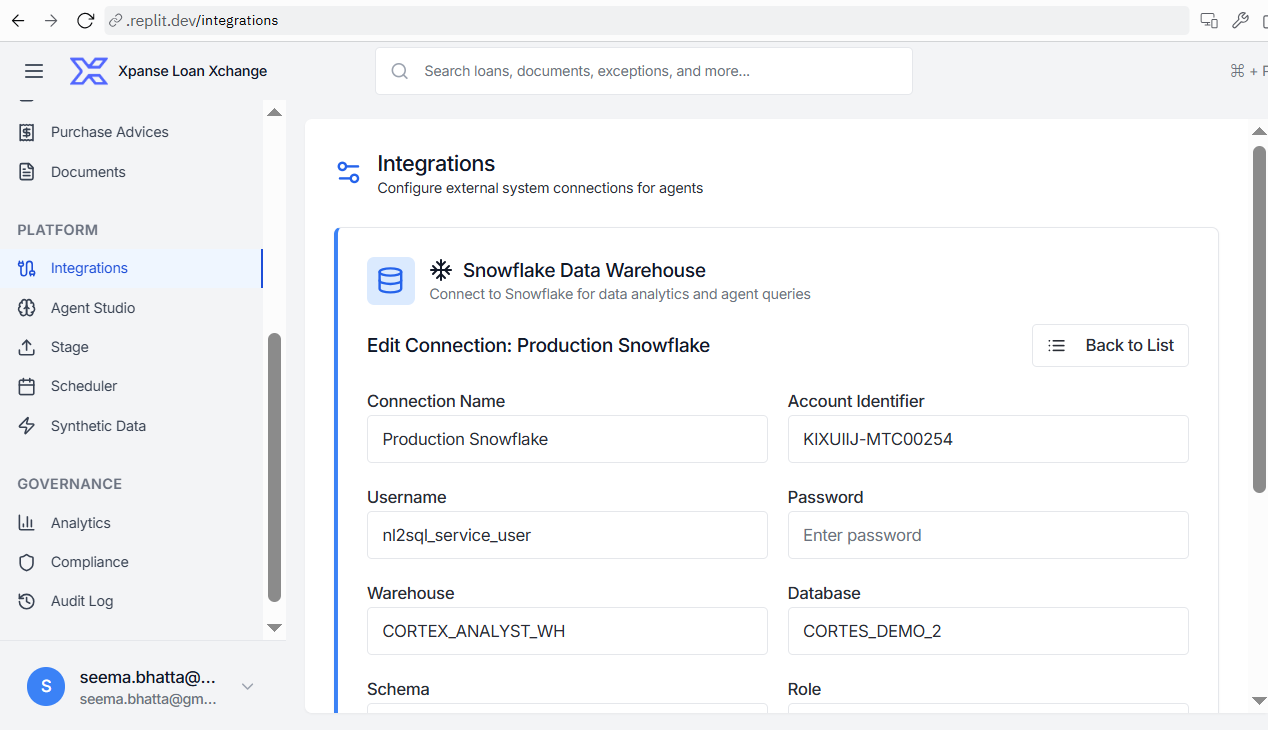 .replit.dev/integrations
Xpanse Loan Xchange
Search loans, documents, exceptions, and more...
⌘ +
Purchase Advices
Documents
PLATFORM
Integrations
Agent Studio
Stage
Scheduler
Synthetic Data
GOVERNANCE
Analytics
Compliance
Audit Log
S
seema.bhatta@...
seema.bhatta@gm...
Integrations
Configure external system connections for agents
Snowflake Data Warehouse
Connect to Snowflake for data analytics and agent queries
Edit Connection: Production Snowflake
Back to List
Connection Name
Account Identifier
Production Snowflake
KIXUIIJ-MTC00254
Username
Password
nl2sql_service_user
Enter password
Warehouse
Database
CORTEX_ANALYST_WH
CORTES_DEMO_2
Schema
Role